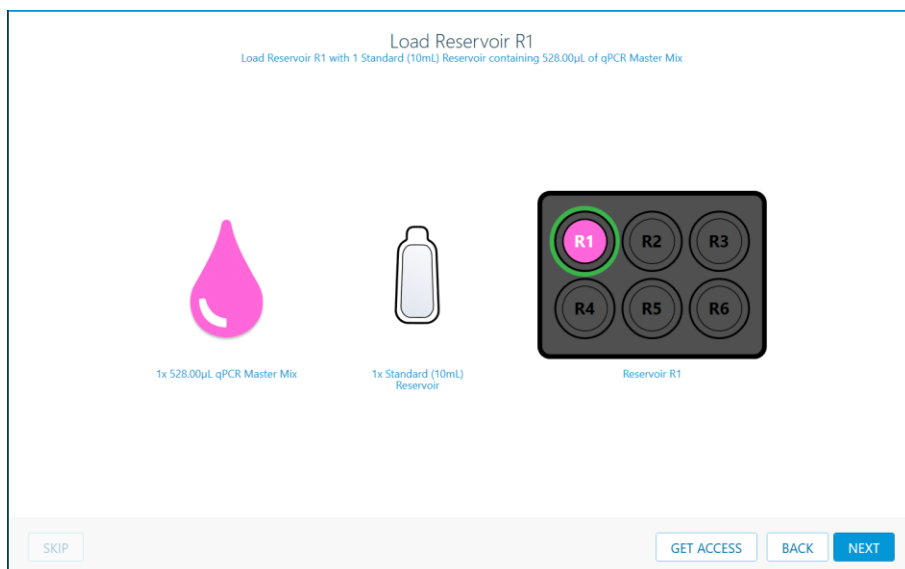 Load Reservoir R1
Load Reservoir R1 with 1 Standard (10mL) Reservoir containing 528.00µL of qPCR Master Mix
R1 R2 R3
R4 R5 R6
1x 528.00µL qPCR Master Mix
1x Standard (10mL)
Reservoir
Reservoir R1
SKIP
GET ACCESS
BACK
NEXT